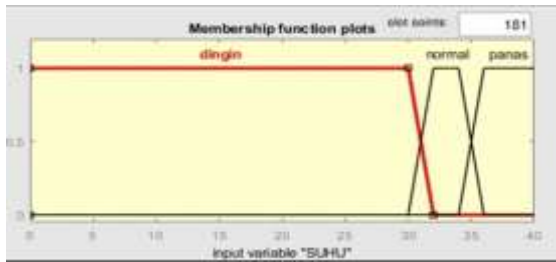 Membership function plots plot points: 181
dingin normal panas
1
0.5
0
0 5 10 15 20 25 30 35 40
input variable "SUHU"